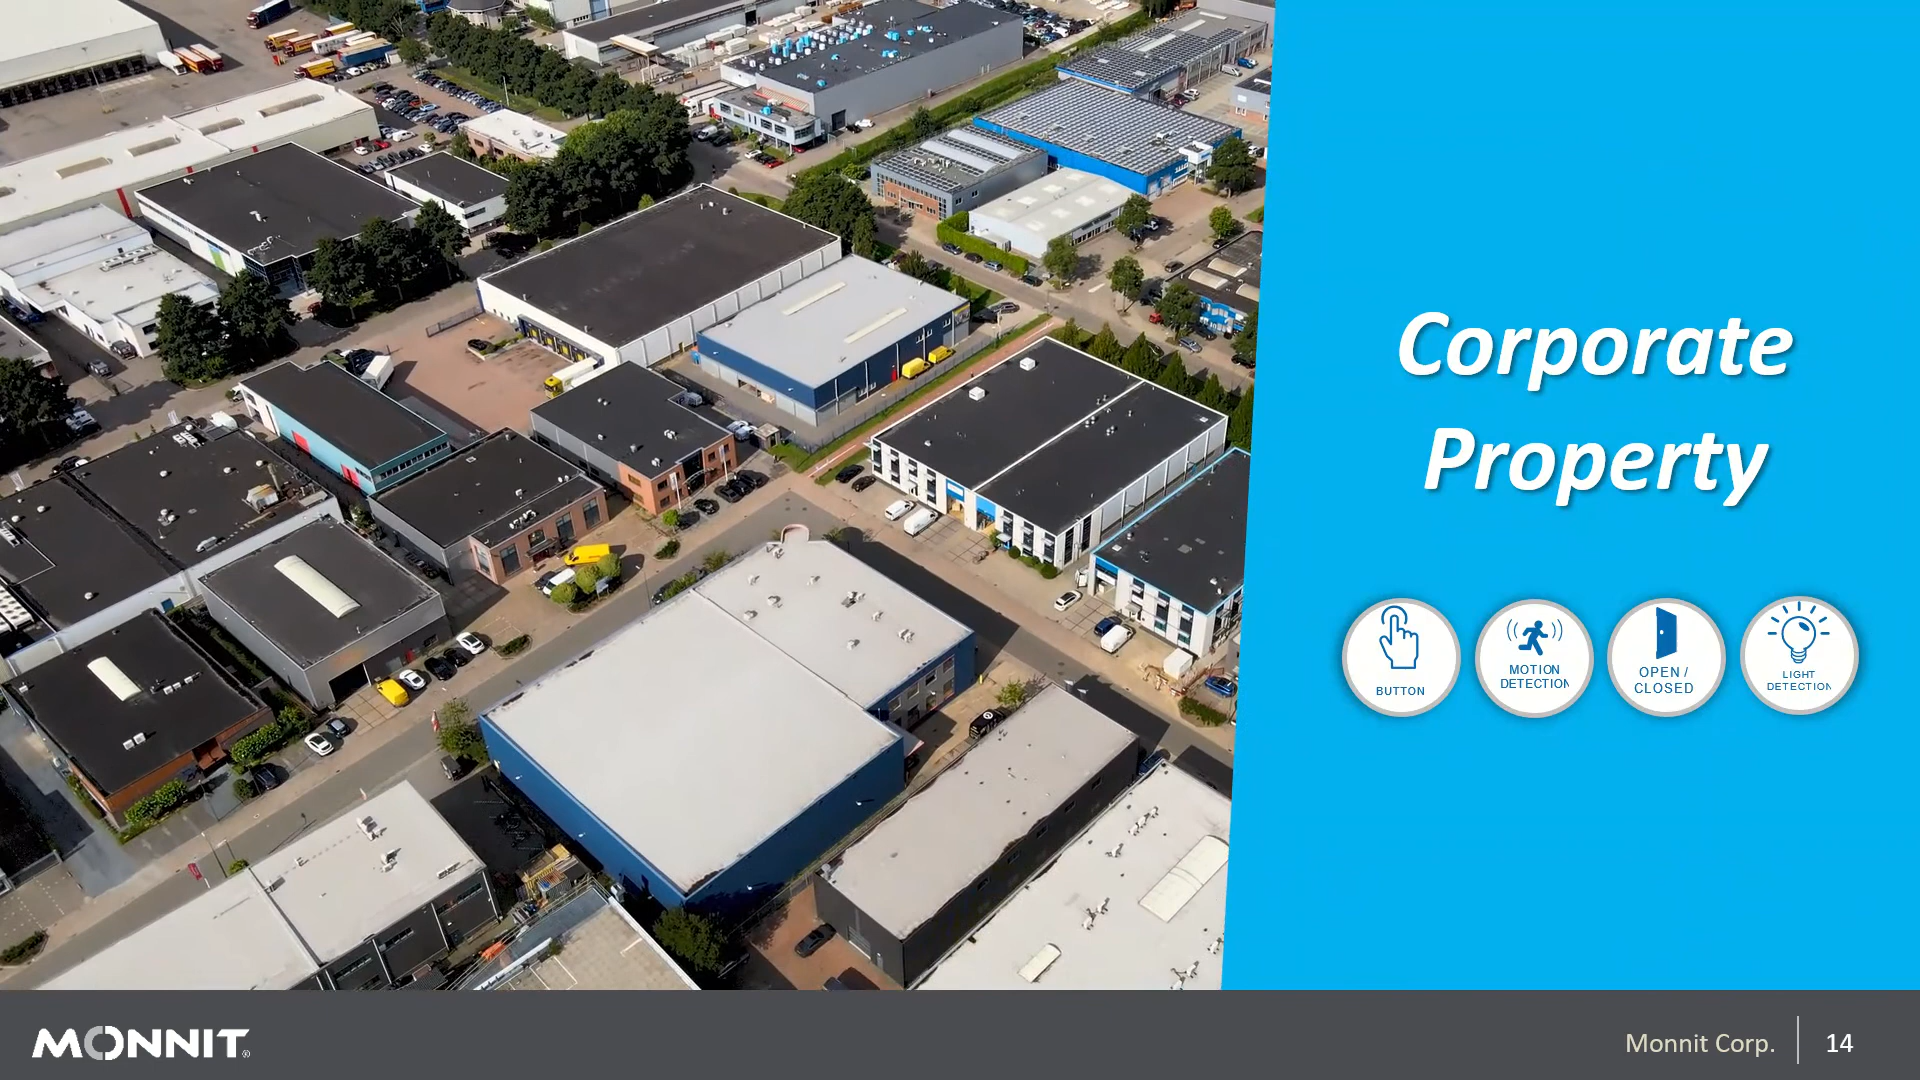 Corporate
Property
BUTTON
MOTION
DETECTION
OPEN /
CLOSED
LIGHT
DETECTION
MONNIT®
Monnit Corp.
14